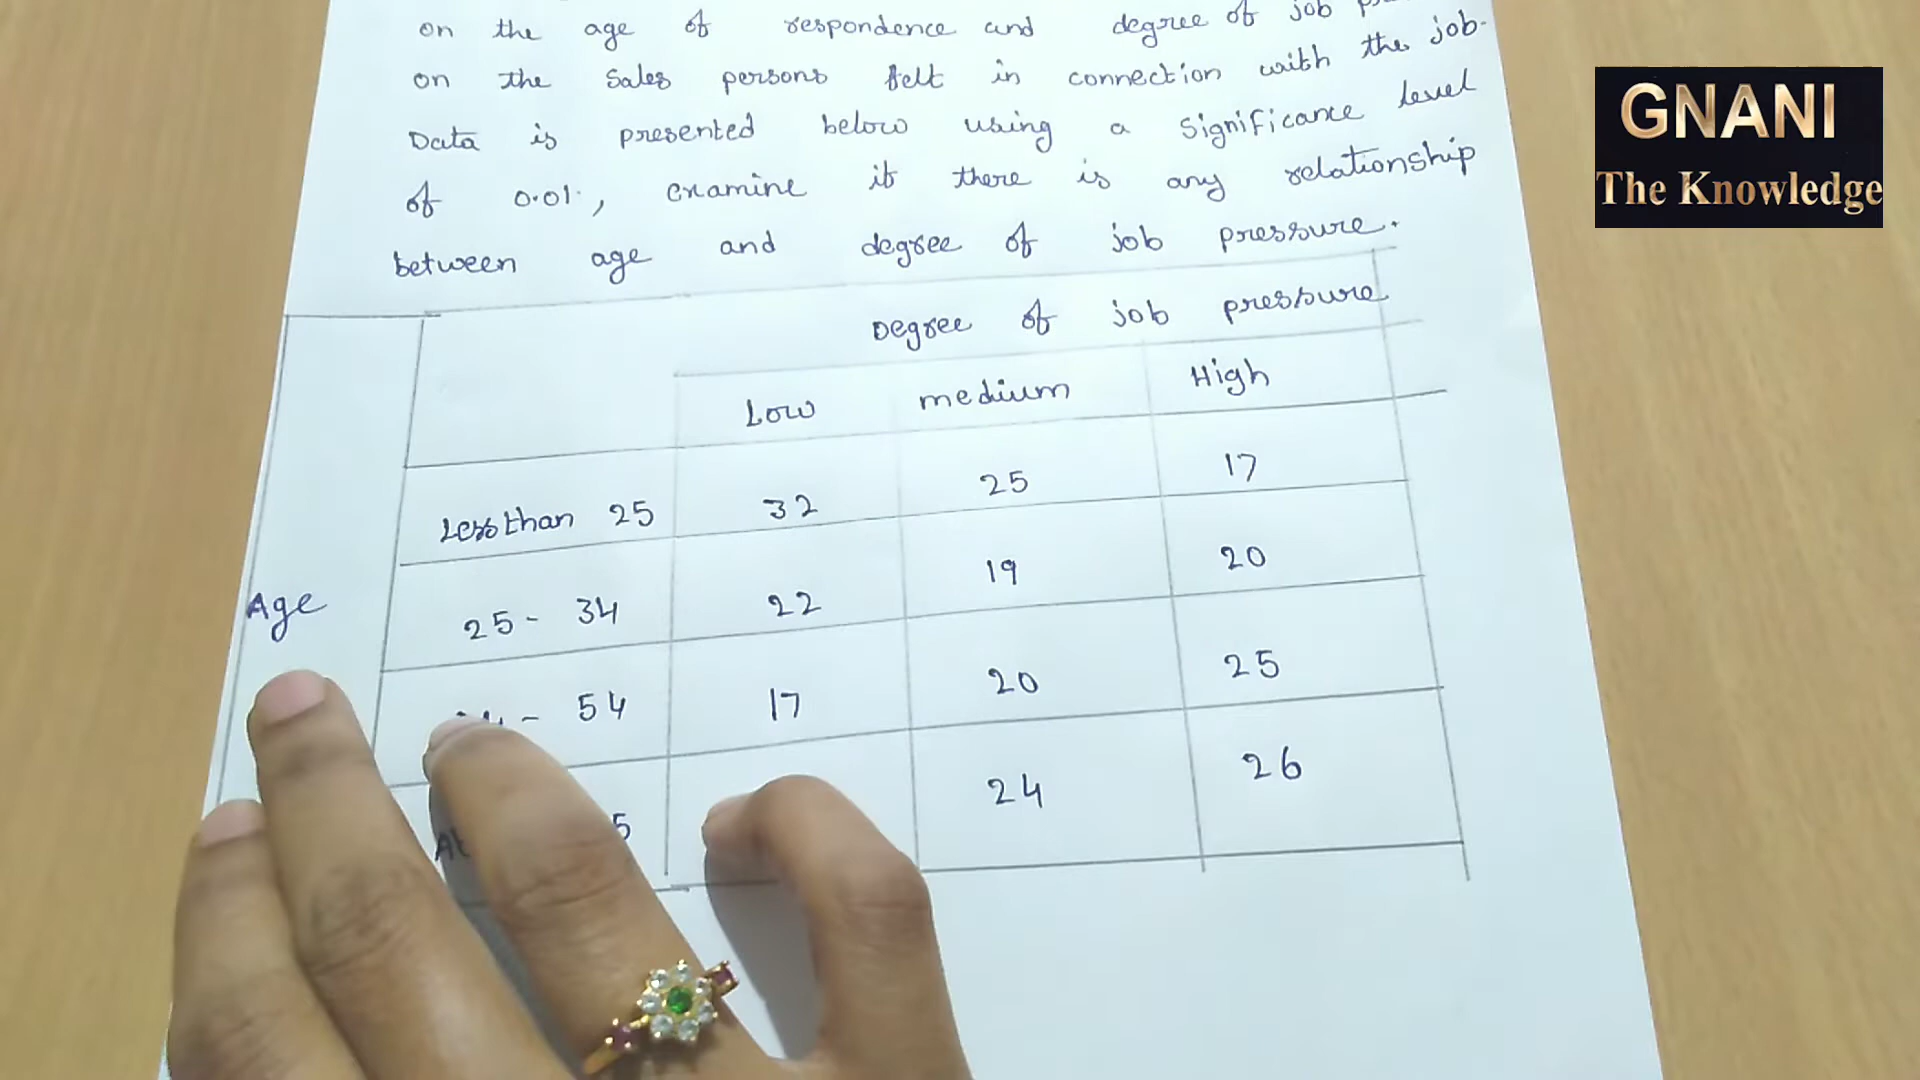 on the age of respondence and degree of job
on the sales persons felt in connection with the job.
Data is presented below using a significance level
of 0.01, examine if there is any relationship
between age and degree of job pressure.
Degree of job pressure
Low medium High
Less than 25 32 25 17
25 - 34 22 19 20
Age
- 54 17 20 25
5 24 26
GNANI
The Knowledge